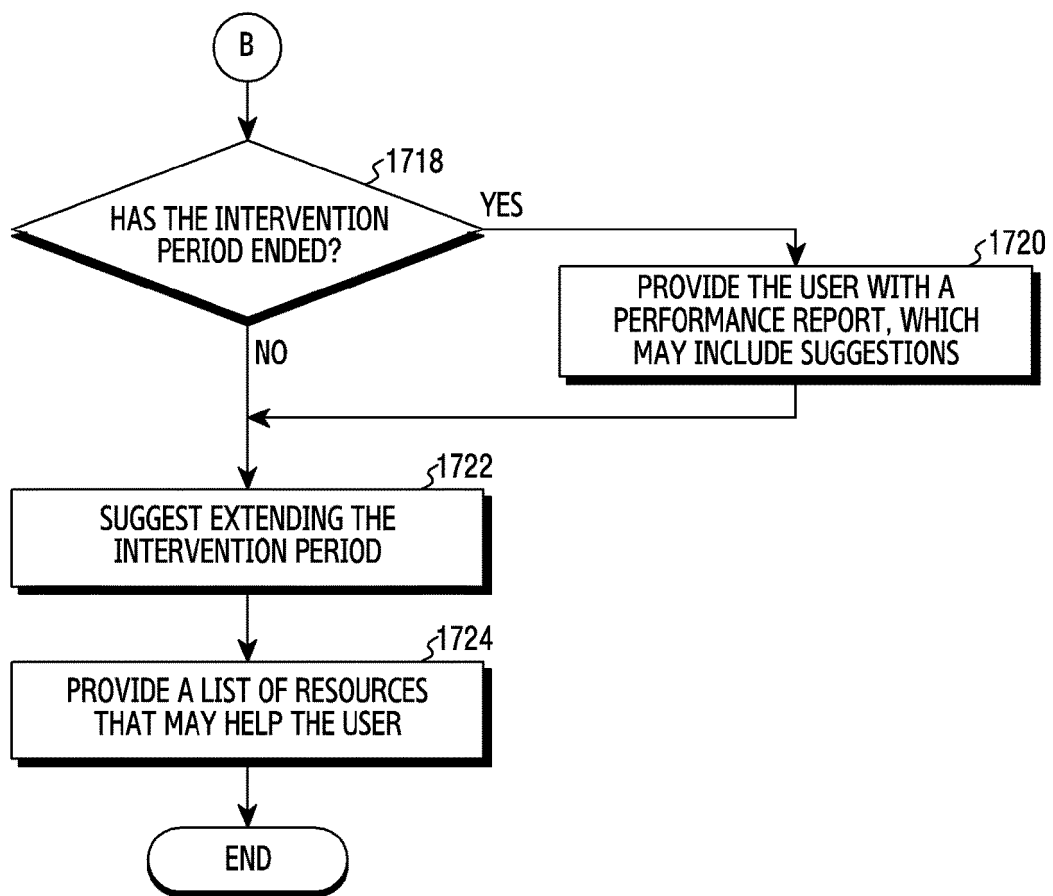 B
1718
HAS THE INTERVENTION
PERIOD ENDED?
YES
1720
PROVIDE THE USER WITH A
PERFORMANCE REPORT, WHICH
MAY INCLUDE SUGGESTIONS
NO
1722
SUGGEST EXTENDING THE
INTERVENTION PERIOD
1724
PROVIDE A LIST OF RESOURCES
THAT MAY HELP THE USER
END